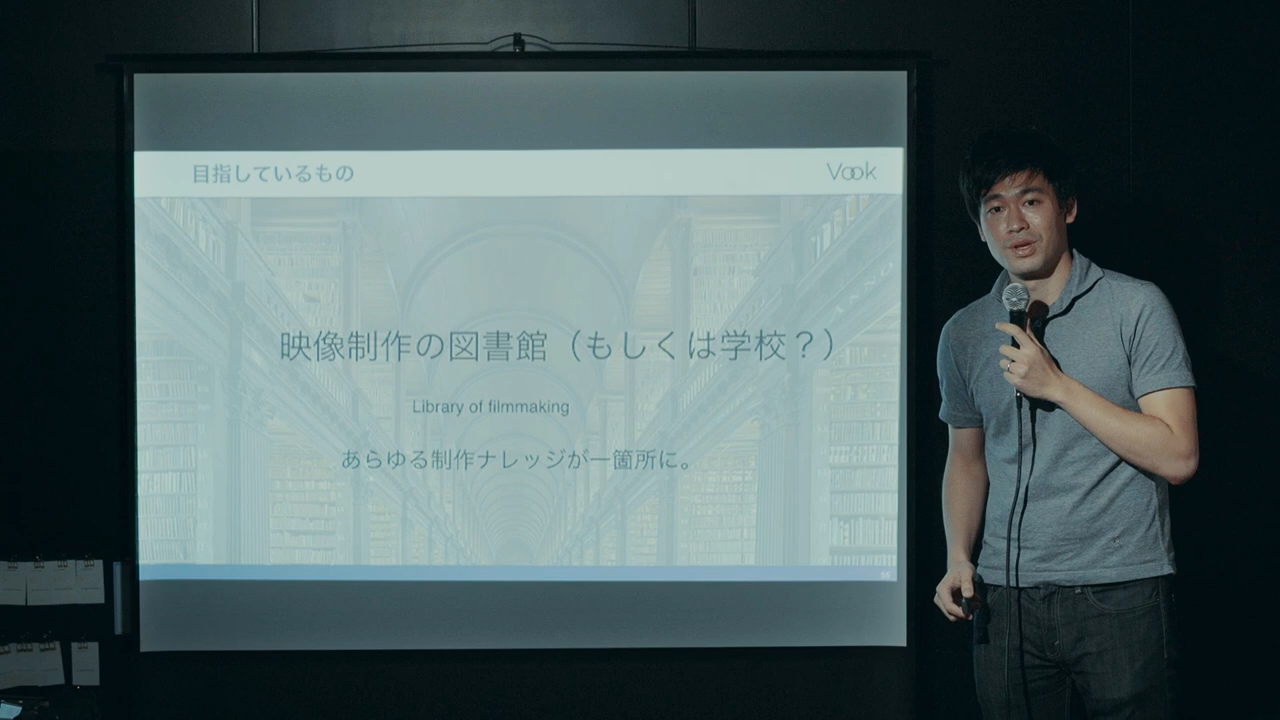 目指しているもの
Vook
映像制作の図書館（もしくは学校？）
Library of filmmaking
あらゆる制作ナレッジが一箇所に。